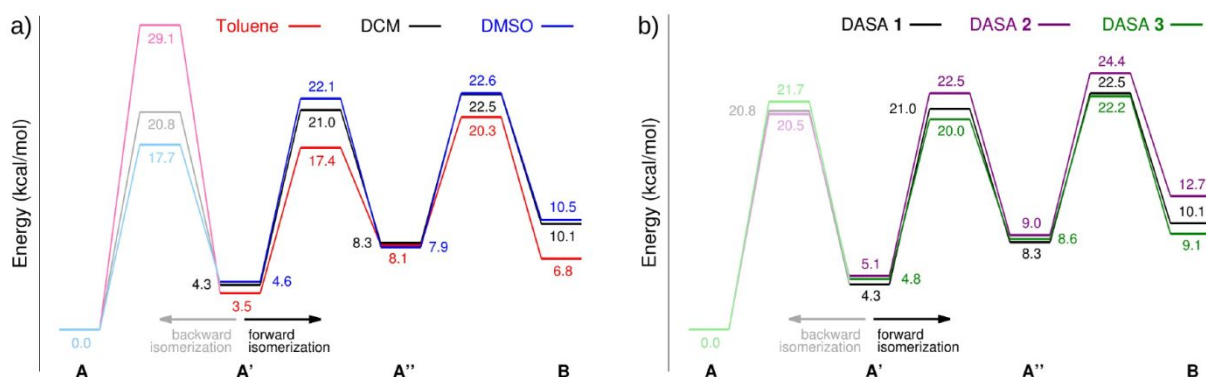 a)
Toluene DCM DMSO
Energy (kcal/mol)
29.1
20.8
17.7
22.1
21.0
17.4
22.6
22.5
20.3
10.5
10.1
6.8
8.3
8.1
7.9
4.3
3.5
4.6
0.0
backward
isomerization
forward
isomerization
A A' A'' B
b)
DASA 1 DASA 2 DASA 3
Energy (kcal/mol)
21.7
20.8
20.5
22.5
21.0
20.0
24.4
22.5
22.2
12.7
10.1
9.1
9.0
8.6
8.3
5.1
4.8
4.3
0.0
backward
isomerization
forward
isomerization
A A' A'' B